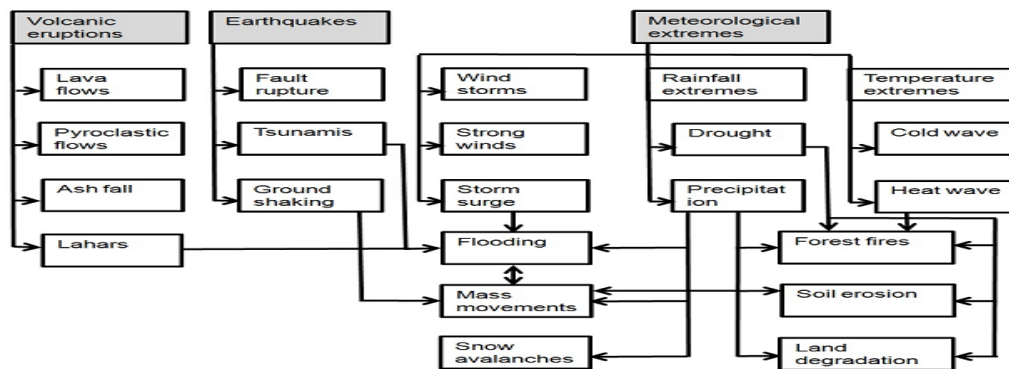 Volcanic
eruptions
Earthquakes
Meteorological
extremes
Lava
flows
Fault
rupture
Wind
storms
Rainfall
extremes
Temperature
extremes
Pyroclastic
flows
Tsunamis
Strong
winds
Drought
Cold wave
Ash fall
Ground
shaking
Storm
surge
Precipitat
ion
Heat wave
Lahars
Flooding
Forest fires
Mass
movements
Soil erosion
Snow
avalanches
Land
degradation